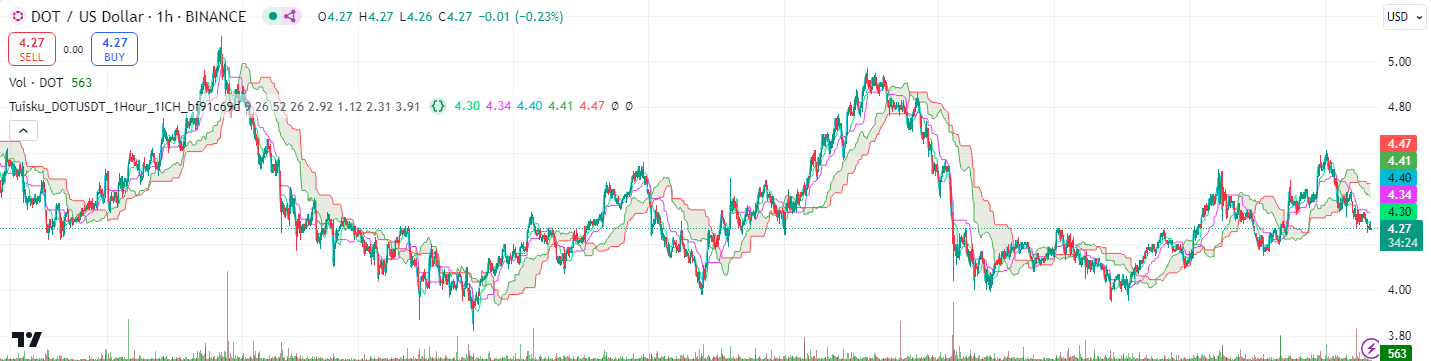 DOT / US Dollar · 1h · BINANCE O4.27 H4.27 L4.26 C4.27 −0.01 (−0.23%)
USD
4.27 SELL
0.00
4.27 BUY
Vol · DOT 563
Tuisku_DOTUSDT_1Hour_1ICH_bf91c69d 9 26 52 26 2.92 1.12 2.31 3.91 {} 4.30 4.34 4.40 4.41 4.47 Ø Ø
5.00
4.80
4.47
4.41
4.40
4.34
4.30
4.27
34:24
4.00
3.80
563